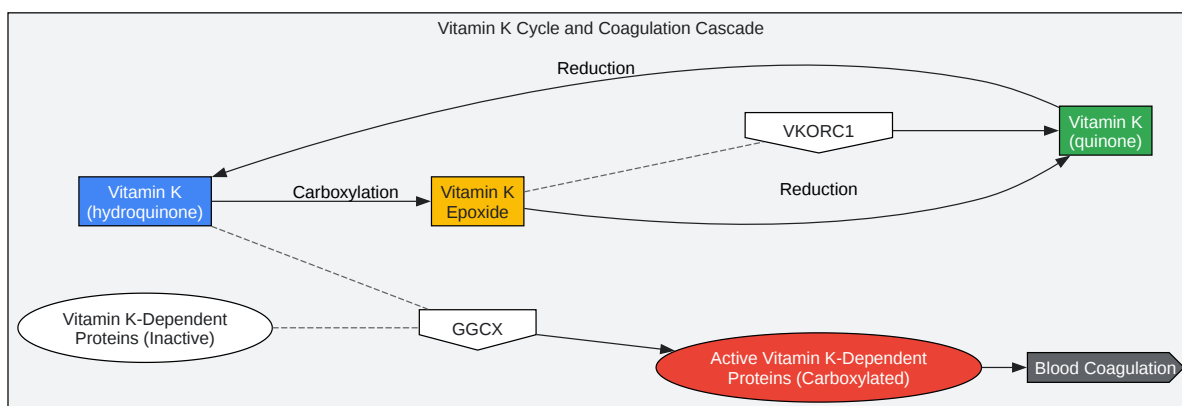 Vitamin K Cycle and Coagulation Cascade
Reduction
VKORC1
Vitamin K
(quinone)
Vitamin K
(hydroquinone)
Carboxylation
Vitamin K
Epoxide
Reduction
Vitamin K-Dependent
Proteins (Inactive)
GGCX
Active Vitamin K-Dependent
Proteins (Carboxylated)
Blood Coagulation